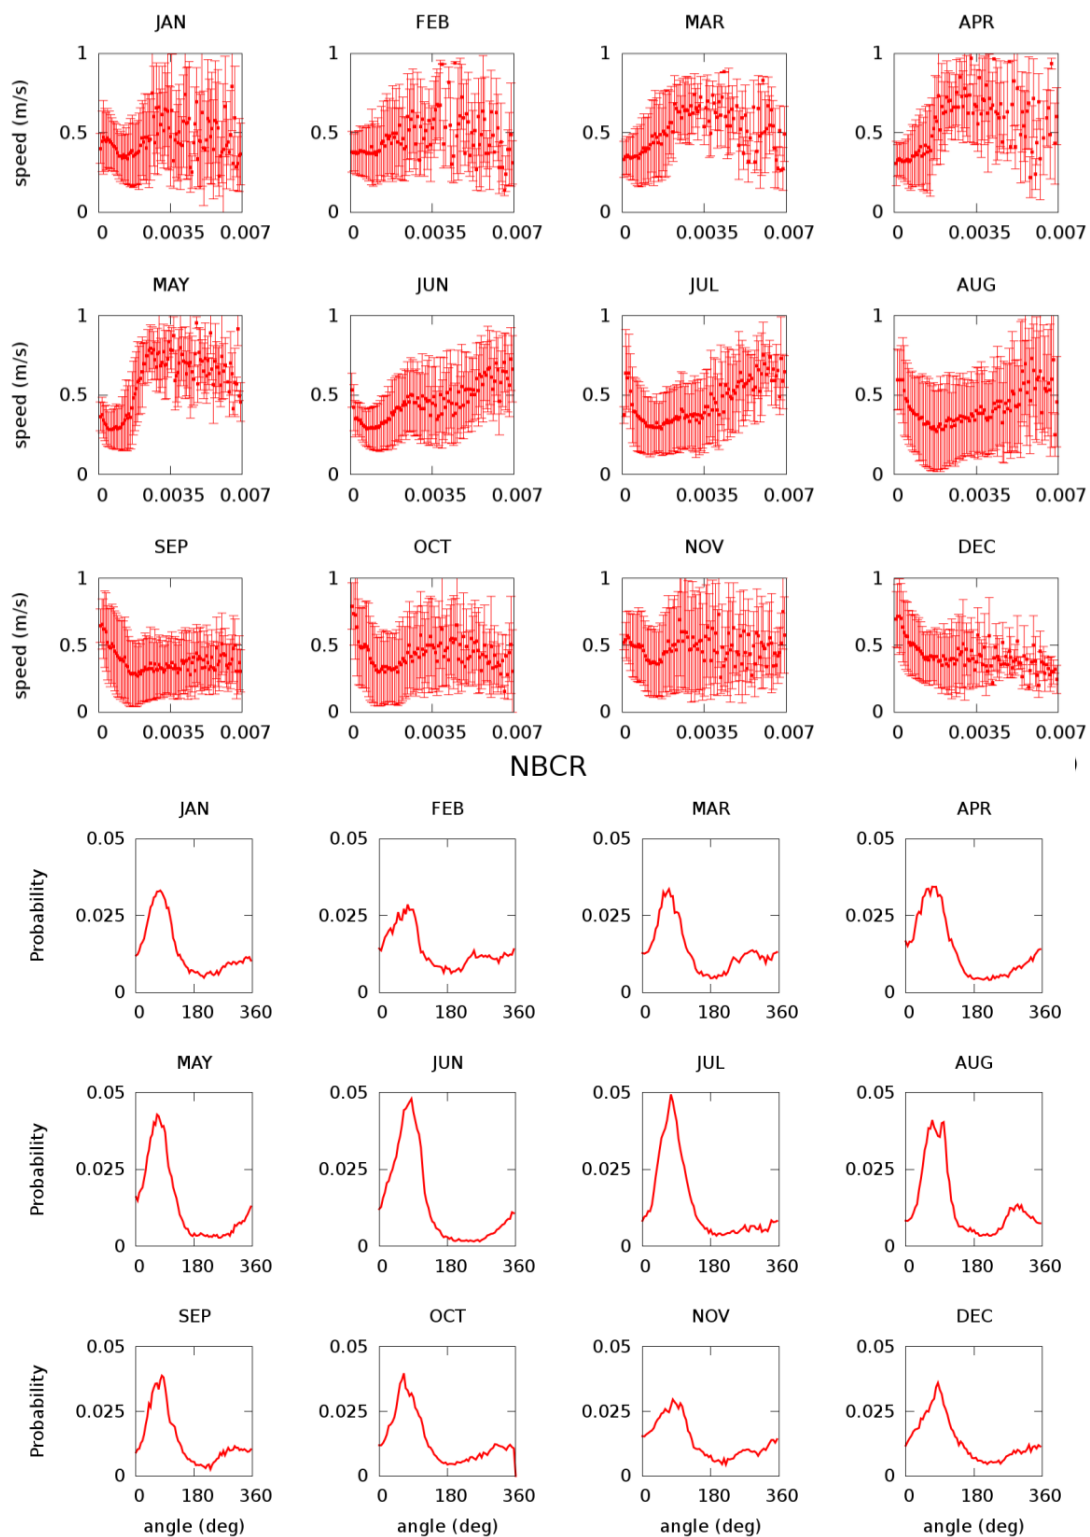 JAN FEB MAR APR
speed (m/s) 1 0.5 0 0 0.0035 0.007 1 0.5 0 0 0.0035 0.007 1 0.5 0 0 0.0035 0.007 1 0.5 0 0 0.0035 0.007
MAY JUN JUL AUG
speed (m/s) 1 0.5 0 0 0.0035 0.007 1 0.5 0 0 0.0035 0.007 1 0.5 0 0 0.0035 0.007 1 0.5 0 0 0.0035 0.007
SEP OCT NOV DEC
speed (m/s) 1 0.5 0 0 0.0035 0.007 1 0.5 0 0 0.0035 0.007 1 0.5 0 0 0.0035 0.007 1 0.5 0 0 0.0035 0.007
NBCR
JAN FEB MAR APR
Probability 0.05 0.025 0 0 180 360 0.05 0.025 0 0 180 360 0.05 0.025 0 0 180 360 0.05 0.025 0 0 180 360
MAY JUN JUL AUG
Probability 0.05 0.025 0 0 180 360 0.05 0.025 0 0 180 360 0.05 0.025 0 0 180 360 0.05 0.025 0 0 180 360
SEP OCT NOV DEC
Probability 0.05 0.025 0 0 180 360 0.05 0.025 0 0 180 360 0.05 0.025 0 0 180 360 0.05 0.025 0 0 180 360
angle (deg) angle (deg) angle (deg) angle (deg)